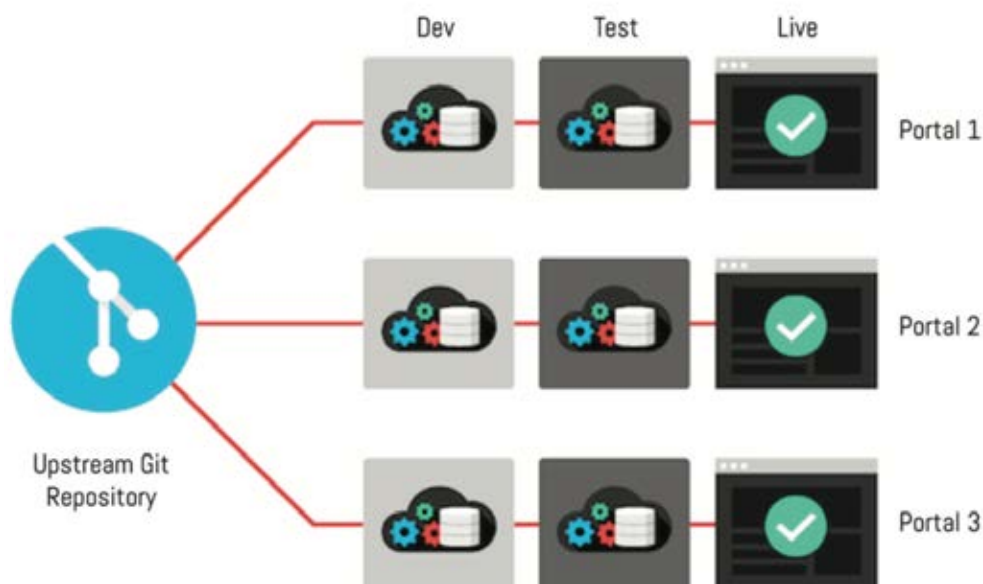 Dev
Test
Live
Portal 1
Portal 2
Upstream Git
Repository
Portal 3